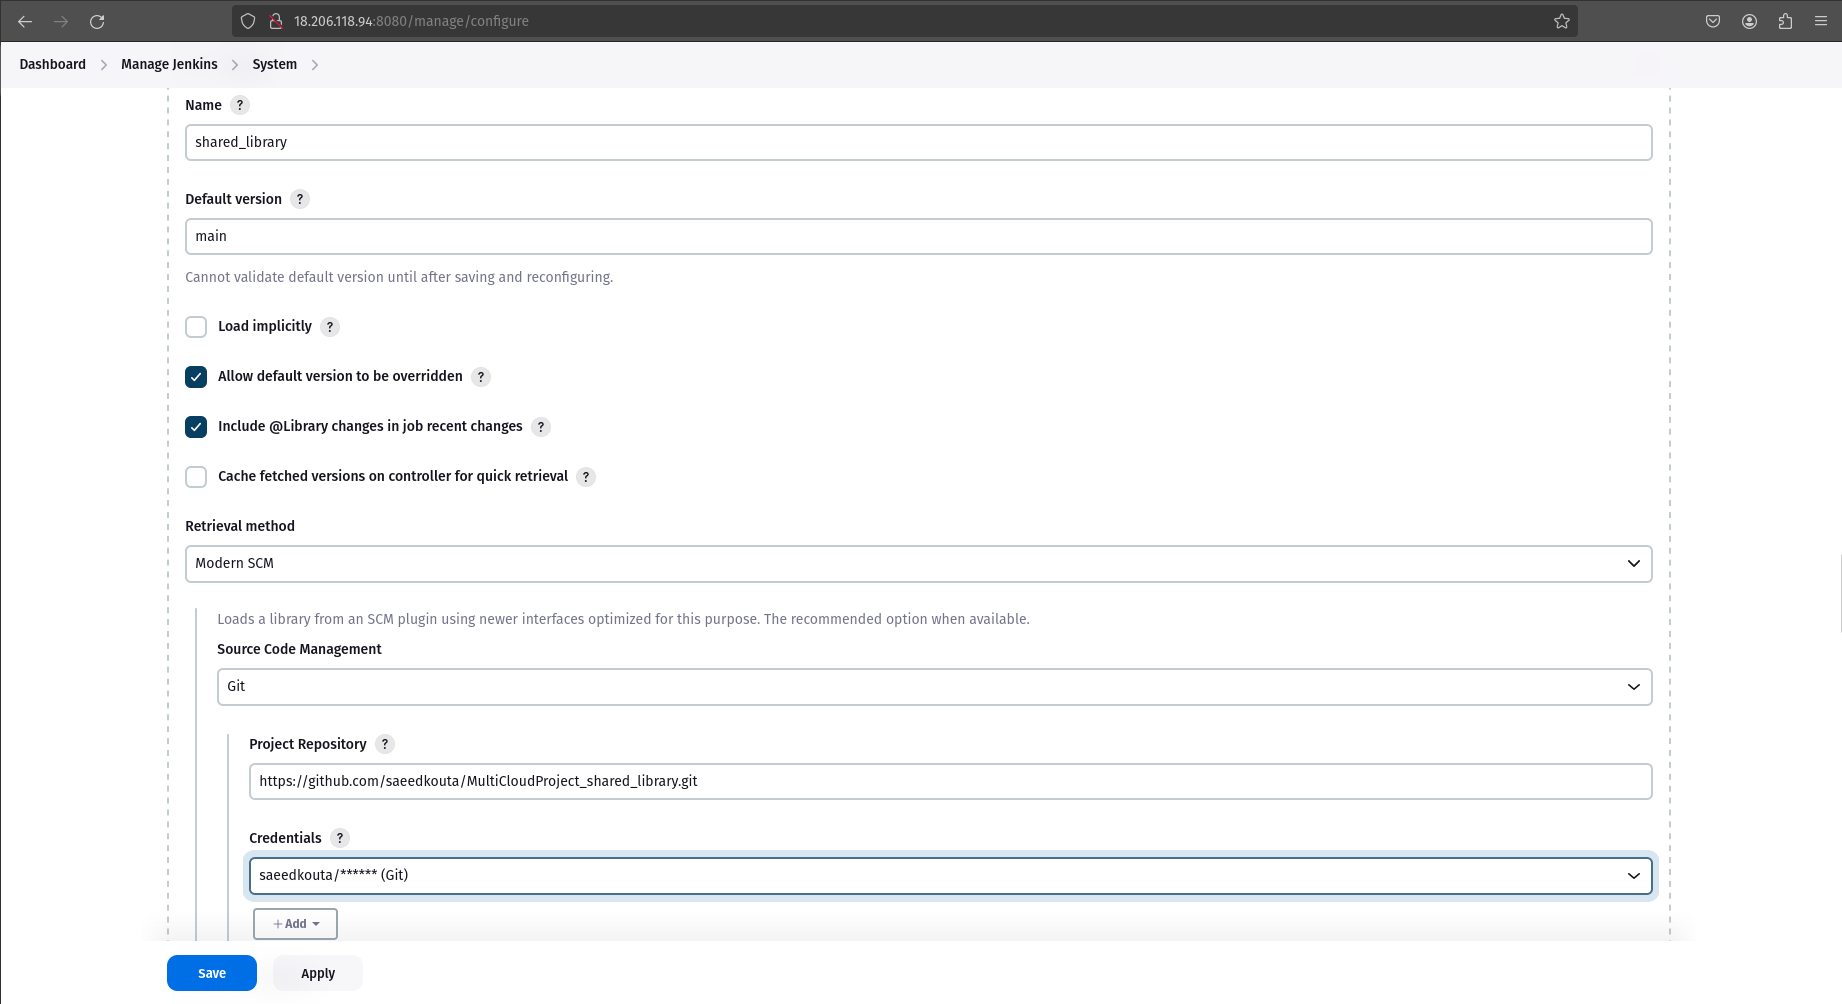 18.206.118.94:8080/manage/configure
Dashboard > Manage Jenkins > System >
Name ?
shared_library
Default version ?
main
Cannot validate default version until after saving and reconfiguring.
Load implicitly ?
Allow default version to be overridden ?
Include @Library changes in job recent changes ?
Cache fetched versions on controller for quick retrieval ?
Retrieval method
Modern SCM
Loads a library from an SCM plugin using newer interfaces optimized for this purpose. The recommended option when available.
Source Code Management
Git
Project Repository ?
https://github.com/saeedkouta/MultiCloudProject_shared_library.git
Credentials ?
saeedkouta/****** (Git)
+ Add
Save Apply